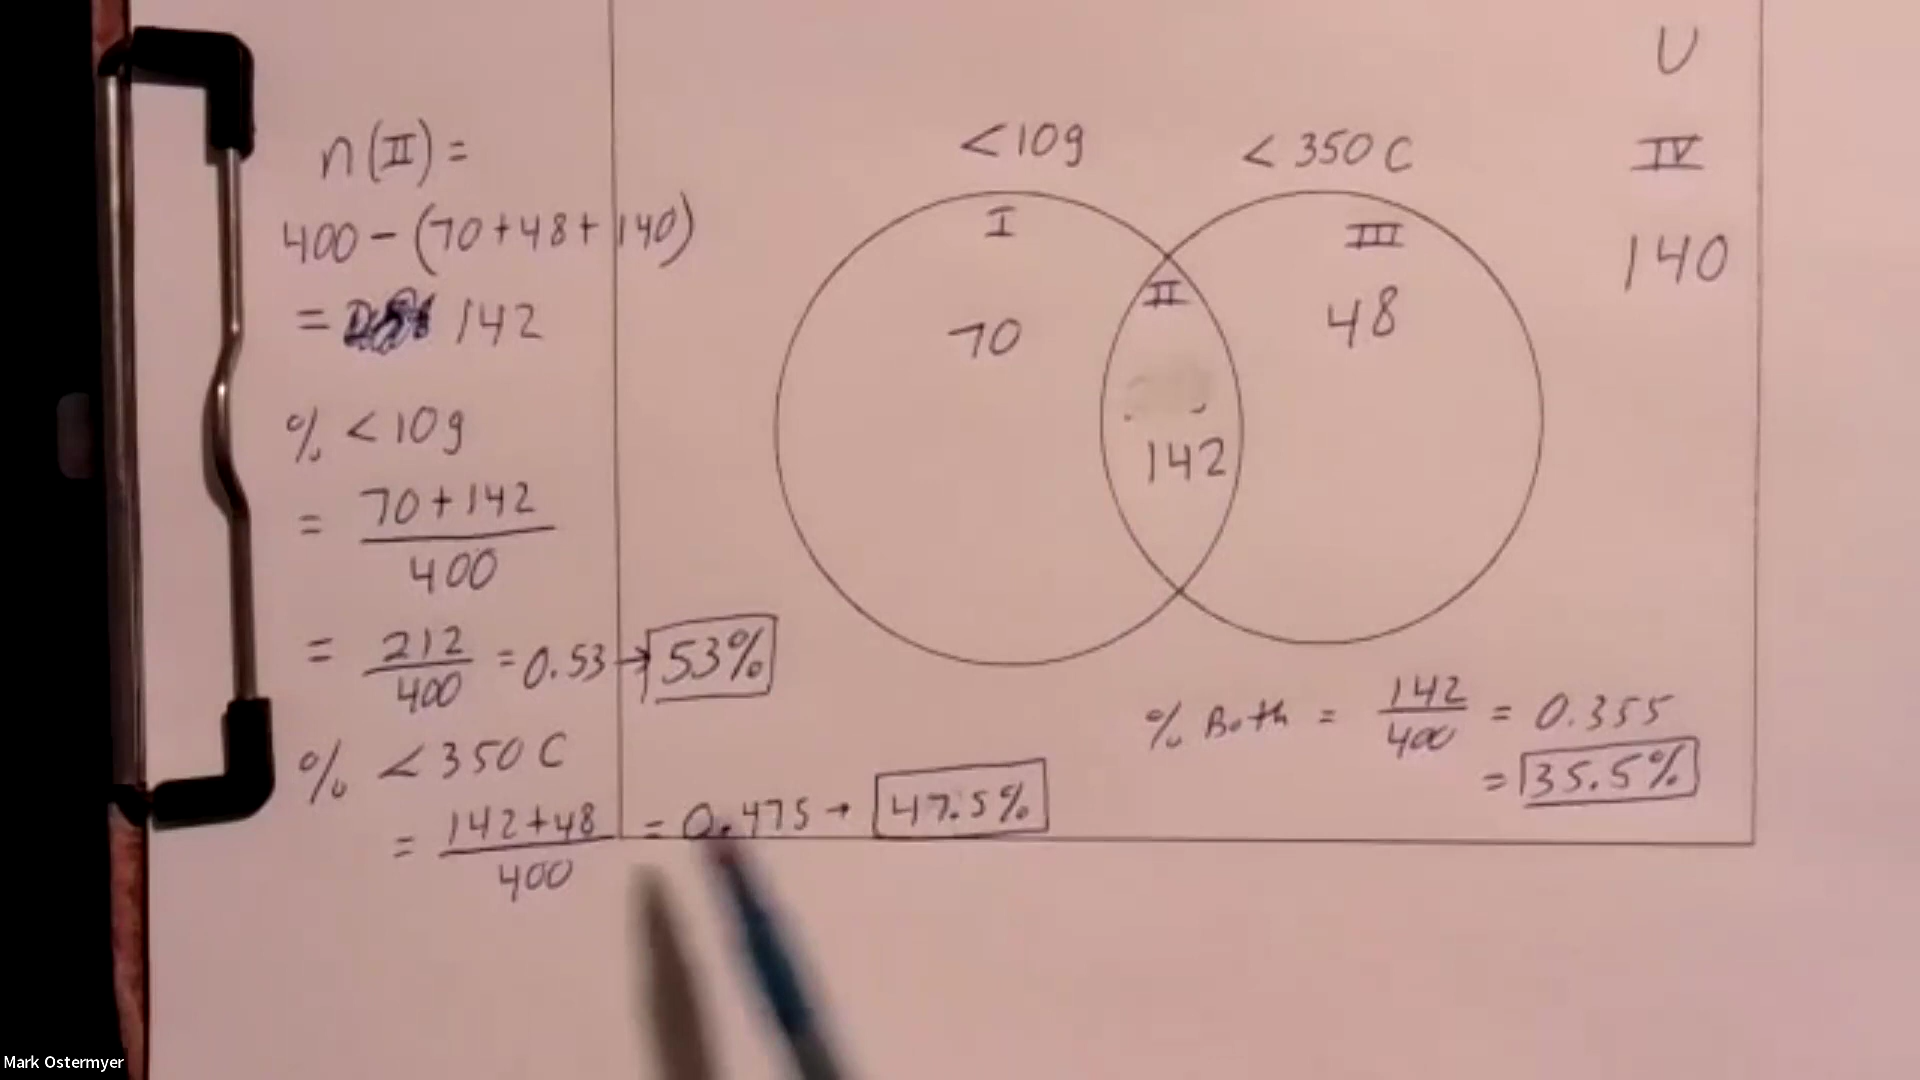 n(II) =
400 - (70+48+140)
= 142
% <10g
= 70+142
400
= 212/400 = 0.53 → 53%
% <350C
= 142+48 / 400 = 0.475 → 47.5%
U
<10g
<350C
IV
I
III
140
II
70
48
142
% Both = 142/400 = 0.355
= 35.5%
Mark Ostermyer